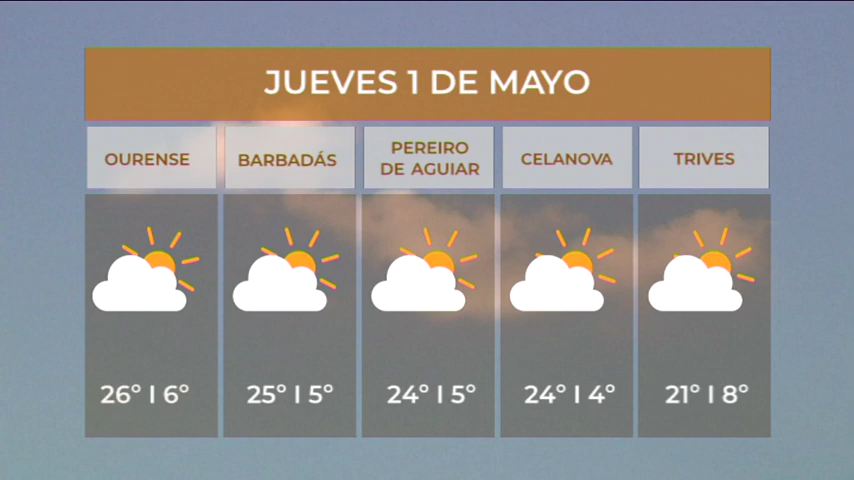 JUEVES 1 DE MAYO
OURENSE
BARBADÁS
PEREIRO
DE AGUIAR
CELANOVA
TRIVES
26° | 6°
25° | 5°
24° | 5°
24° | 4°
21° | 8°